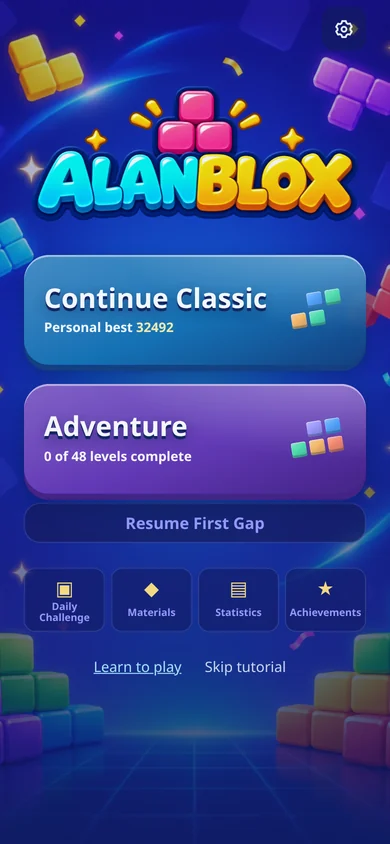 ALANBLOX
Continue Classic
Personal best 32492
Adventure
0 of 48 levels complete
Resume First Gap
Daily
Challenge
Materials
Statistics
Achievements
Learn to play
Skip tutorial